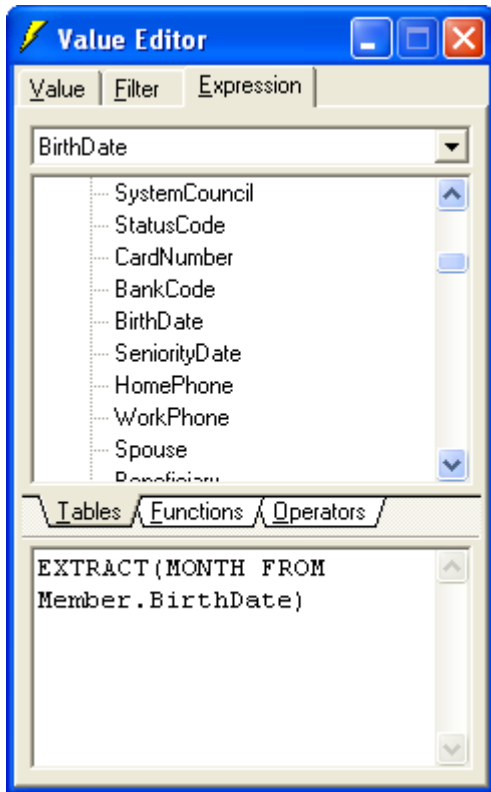 Value Editor
Value Filter Expression
BirthDate
SystemCouncil
StatusCode
CardNumber
BankCode
BirthDate
SeniorityDate
HomePhone
WorkPhone
Spouse
Beneficiary
Tables Functions Operators
EXTRACT(MONTH FROM
Member.BirthDate)